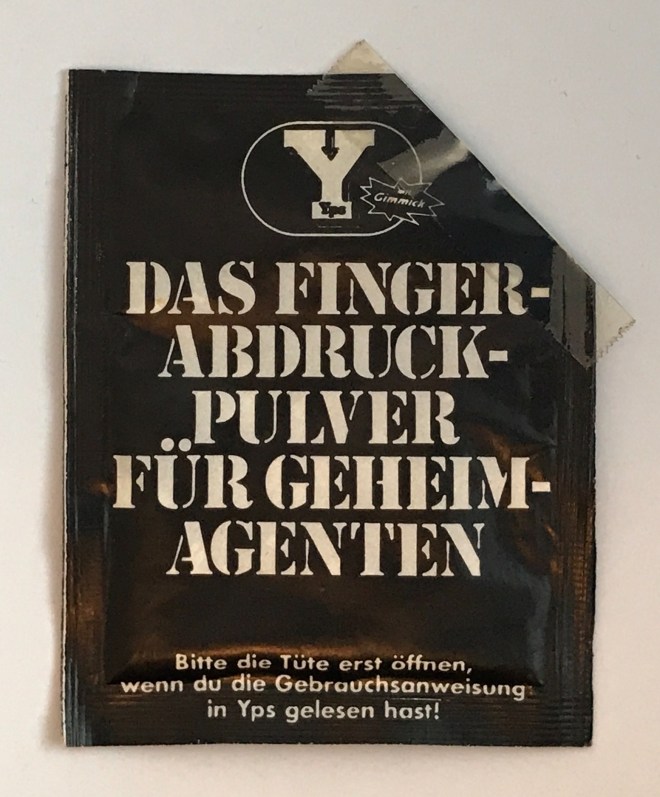 Y
Yps
Gimmick
DAS FINGER-
ABDRUCK-
PULVER
FÜR GEHEIM-
AGENTEN
Bitte die Tüte erst öffnen,
wenn du die Gebrauchsanweisung
in Yps gelesen hast!